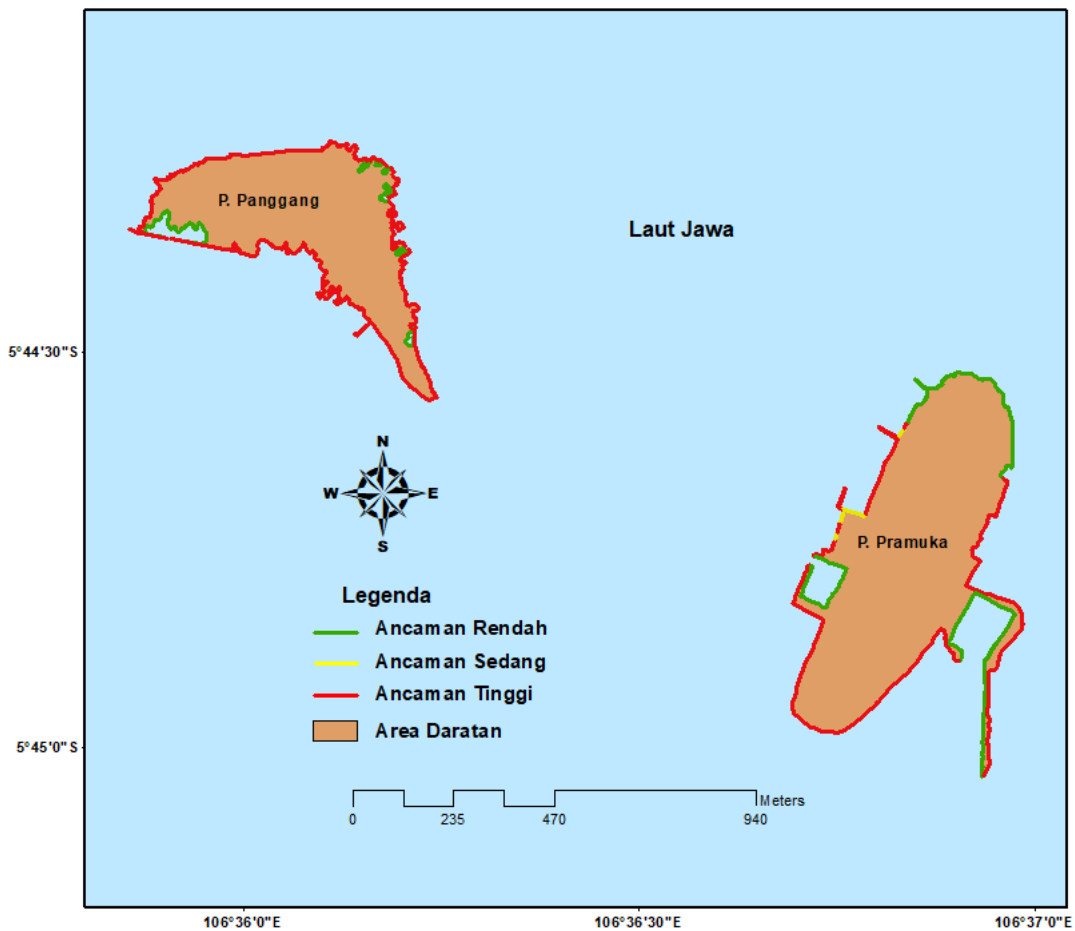 P. Panggang
Laut Jawa
5°44'30"S
N
W E
S
P. Pramuka
Legenda
Ancaman Rendah
Ancaman Sedang
Ancaman Tinggi
Area Daratan
5°45'0"S
Meters
0 235 470 940
106°36'0"E 106°36'30"E 106°37'0"E